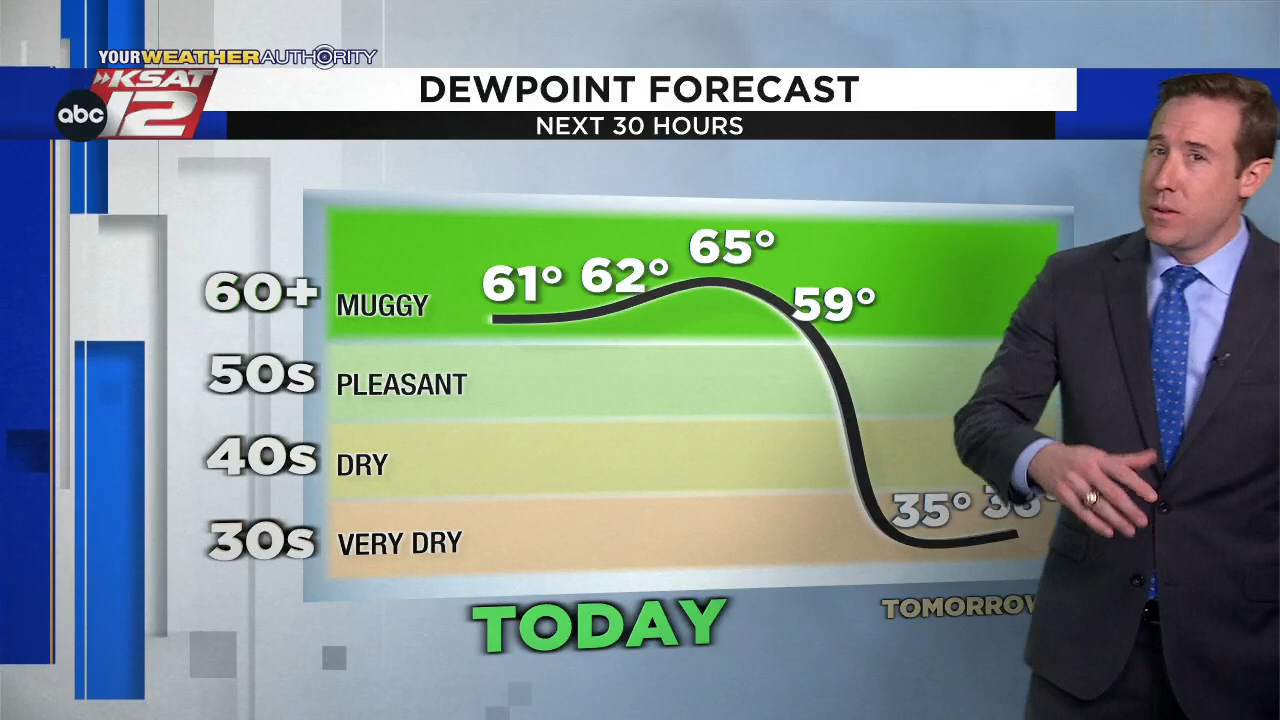 YOURWEATHERAUTHORITY
KSAT
abc 12
DEWPOINT FORECAST
NEXT 30 HOURS
60+ MUGGY
61° 62° 65° 59°
50s PLEASANT
40s DRY
30s VERY DRY
35°
TODAY